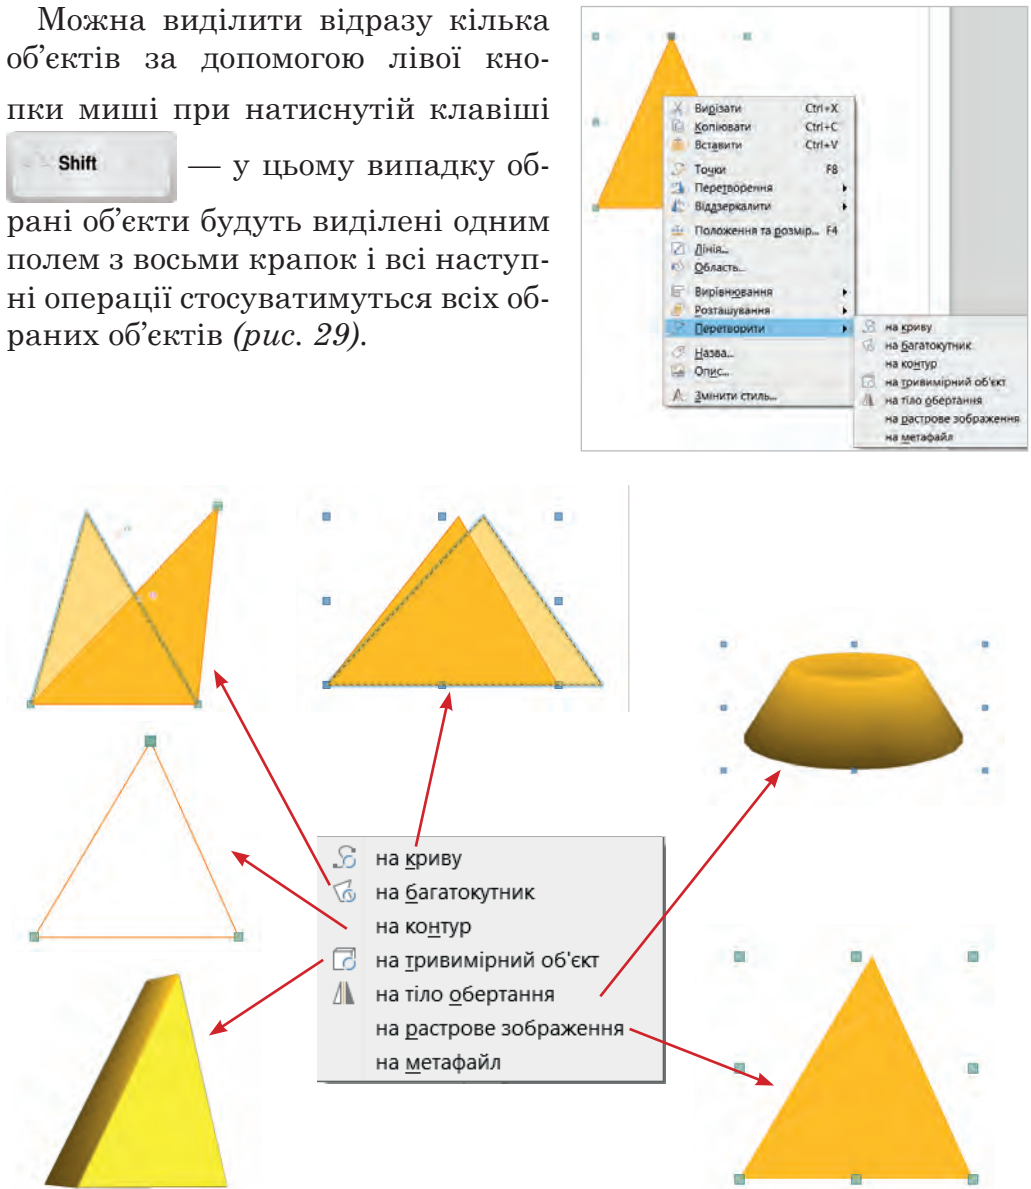 Можна виділити відразу кілька
об’єктів за допомогою лівої кно-
пки миші при натиснутій клавіші
Shift — у цьому випадку об-
рані об’єкти будуть виділені одним
полем з восьми крапок і всі наступ-
ні операції стосуватимуться всіх об-
раних об’єктів (рис. 29).
Вирізати Ctrl+X
Копіювати Ctrl+C
Вставити Ctrl+V
Точки F8
Перетворення
Віддзеркалити
Положення та розмір... F4
Лінія...
Область...
Вирівнювання
Розташування
Перетворити
Назва...
Опис...
Змінити стиль...
на криву
на багатокутник
на контур
на тривимірний об'єкт
на тіло обертання
на растрове зображення
на метафайл
на криву
на багатокутник
на контур
на тривимірний об'єкт
на тіло обертання
на растрове зображення
на метафайл